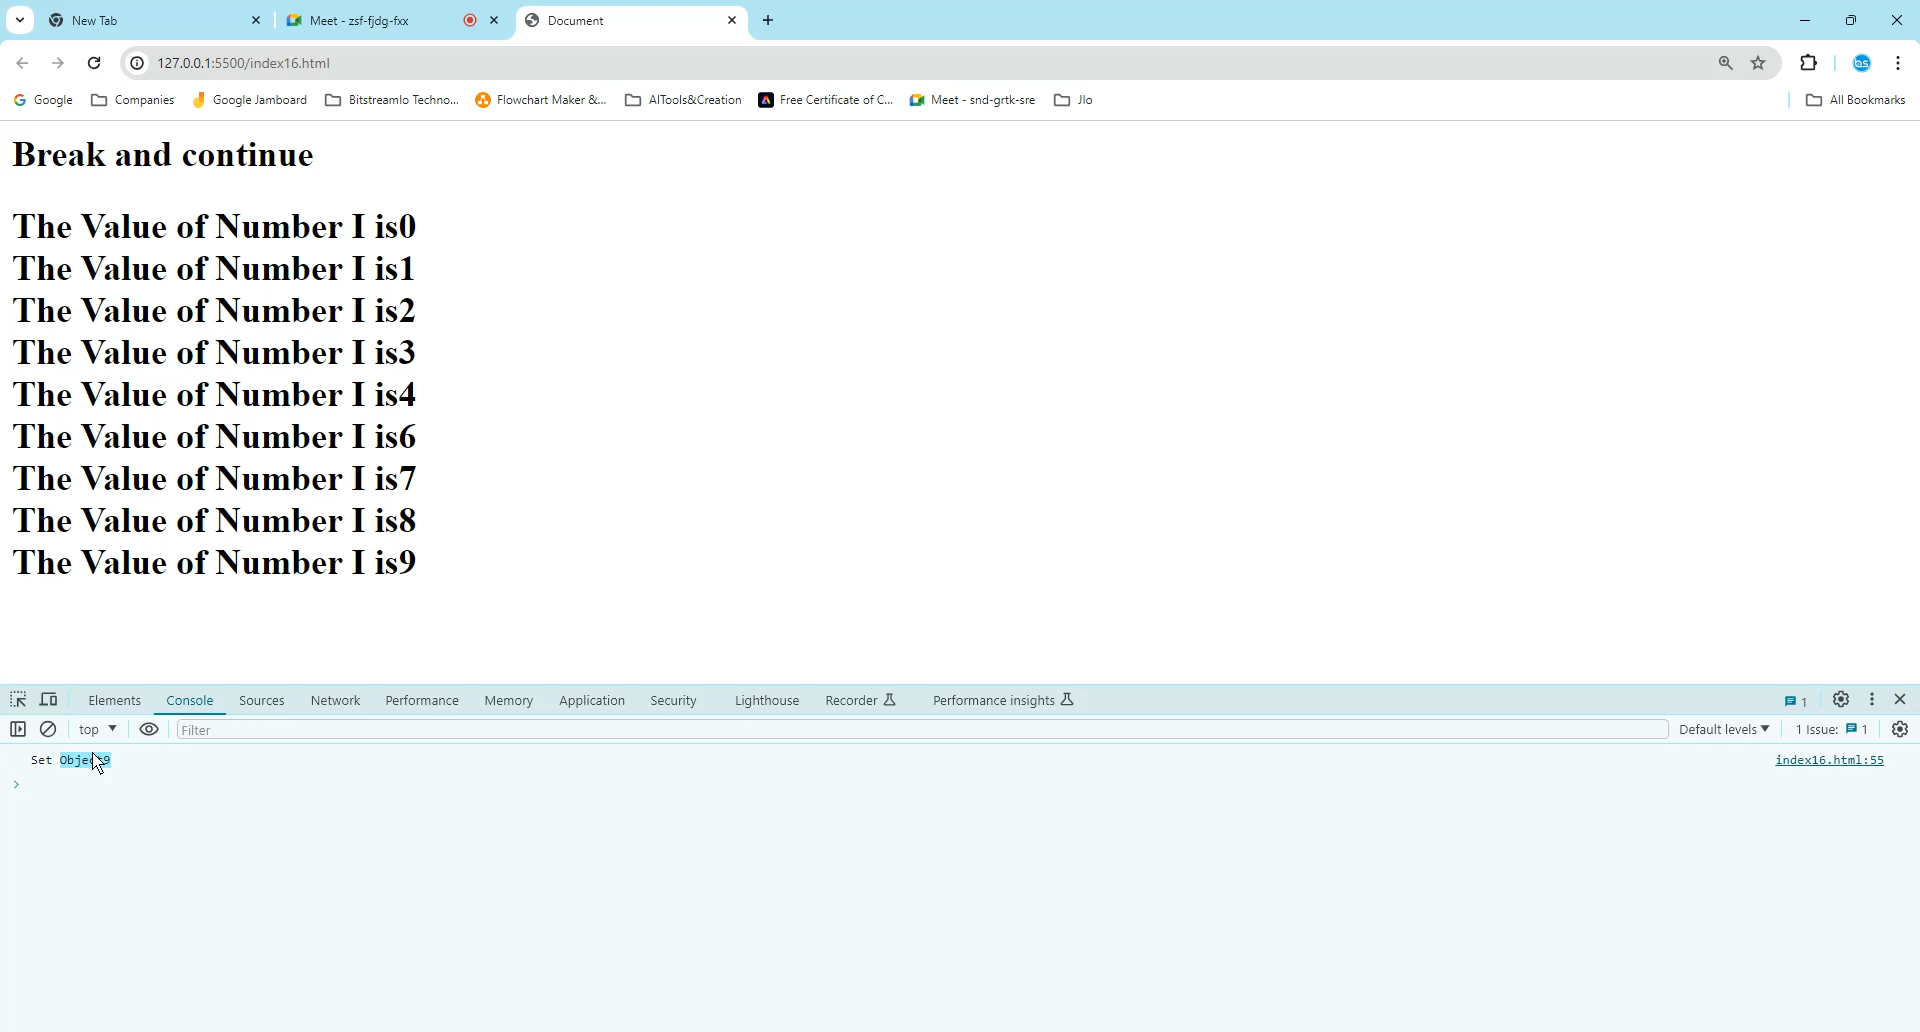 New Tab
Meet - zsf-fjdg-fxx
Document
127.0.0.1:5500/index16.html
Google
Companies
Google Jamboard
Bitstreamlo Techno...
Flowchart Maker &...
AITools&Creation
Free Certificate of C...
Meet - snd-grtk-sre
Jlo
All Bookmarks
Break and continue
The Value of Number I is0
The Value of Number I is1
The Value of Number I is2
The Value of Number I is3
The Value of Number I is4
The Value of Number I is6
The Value of Number I is7
The Value of Number I is8
The Value of Number I is9
Elements
Console
Sources
Network
Performance
Memory
Application
Security
Lighthouse
Recorder
Performance insights
1
top
Filter
Default levels
1 Issue: 1
Set Object9
index16.html:55